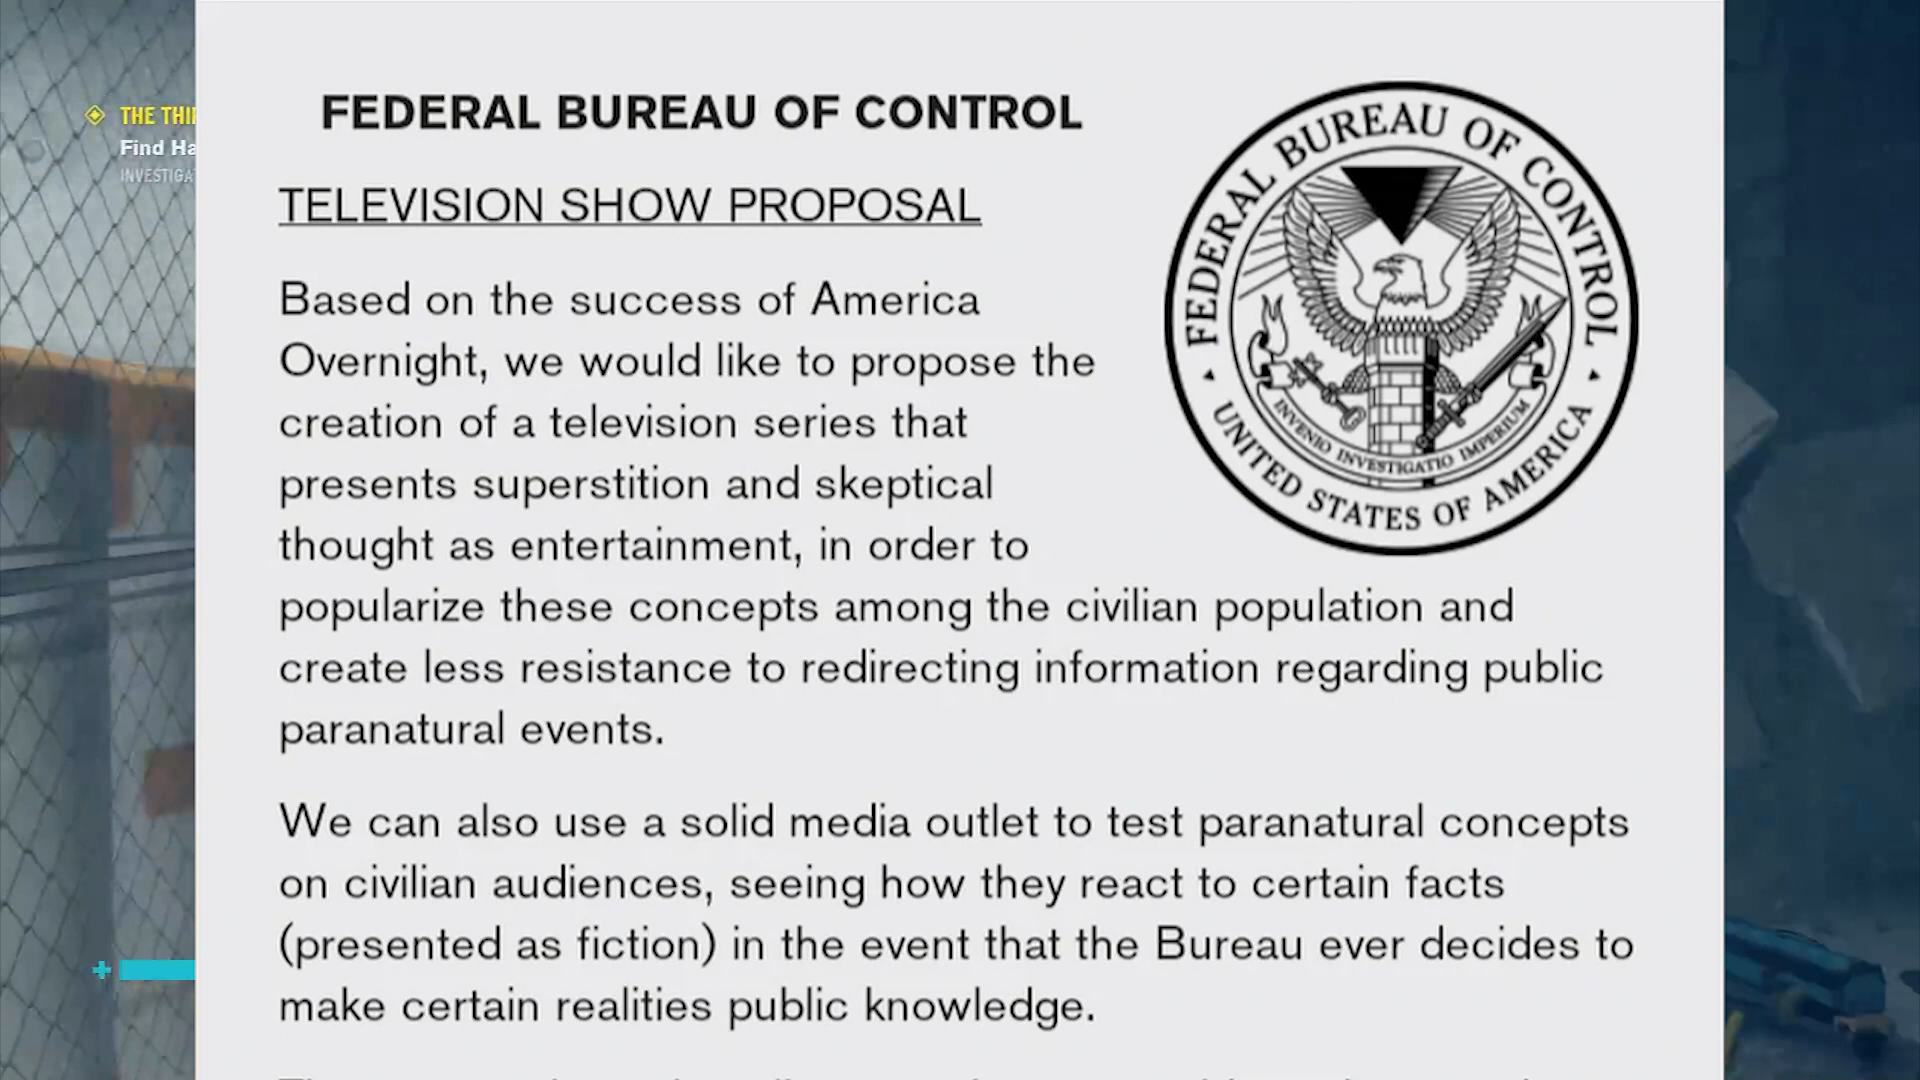 FEDERAL BUREAU OF CONTROL
TELEVISION SHOW PROPOSAL
Based on the success of America
Overnight, we would like to propose the
creation of a television series that
presents superstition and skeptical
thought as entertainment, in order to
popularize these concepts among the civilian population and
create less resistance to redirecting information regarding public
paranatural events.
We can also use a solid media outlet to test paranatural concepts
on civilian audiences, seeing how they react to certain facts
(presented as fiction) in the event that the Bureau ever decides to
make certain realities public knowledge.
FEDERAL BUREAU OF CONTROL
INVENIO INVESTIGATIO IMPERIUM
UNITED STATES OF AMERICA
THE
Find